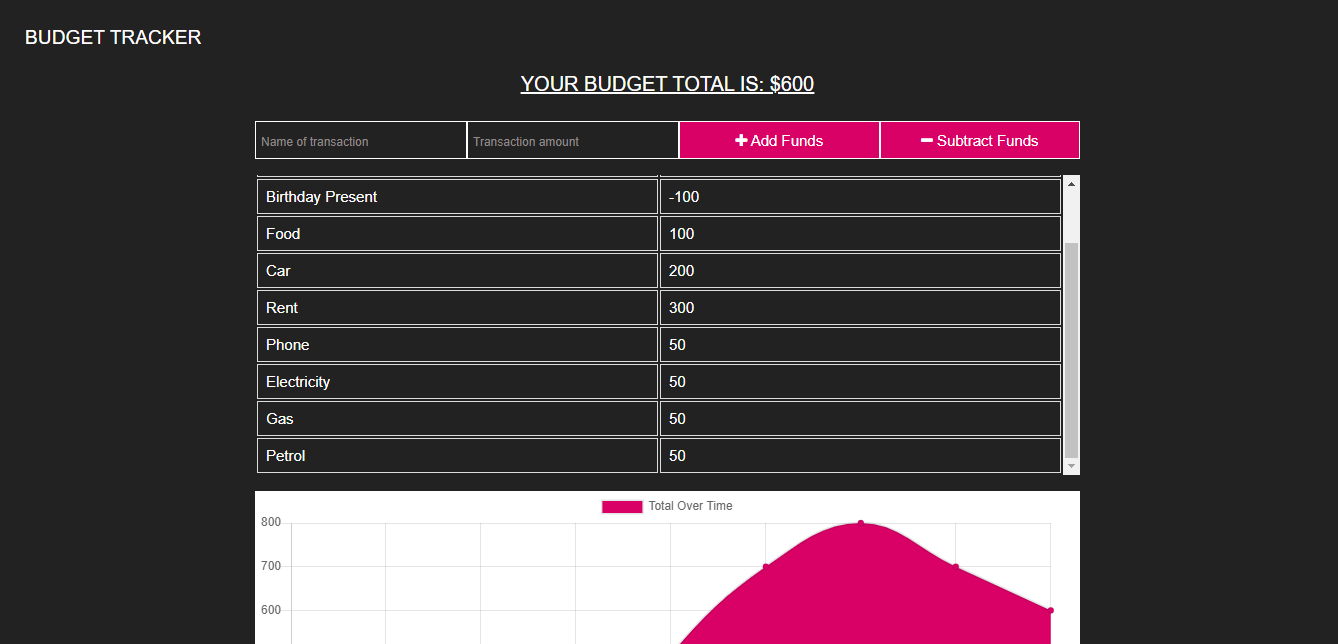 BUDGET TRACKER
YOUR BUDGET TOTAL IS: $600
Name of transaction Transaction amount Add Funds Subtract Funds
Birthday Present -100
Food 100
Car 200
Rent 300
Phone 50
Electricity 50
Gas 50
Petrol 50
Total Over Time
800
700
600